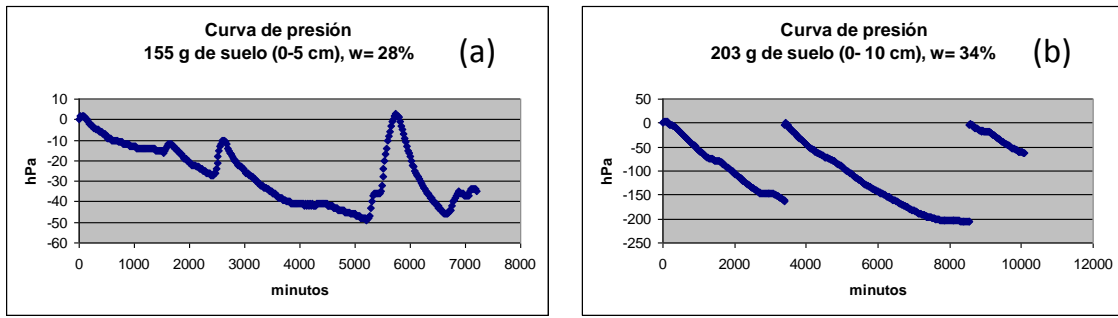 Curva de presión
155 g de suelo (0-5 cm), w= 28%
(a)
10
0
-10
-20
-30
-40
-50
-60
hPa
0 1000 2000 3000 4000 5000 6000 7000 8000
minutos
Curva de presión
203 g de suelo (0- 10 cm), w= 34%
(b)
50
0
-50
-100
-150
-200
-250
hPa
0 2000 4000 6000 8000 10000 12000
minutos